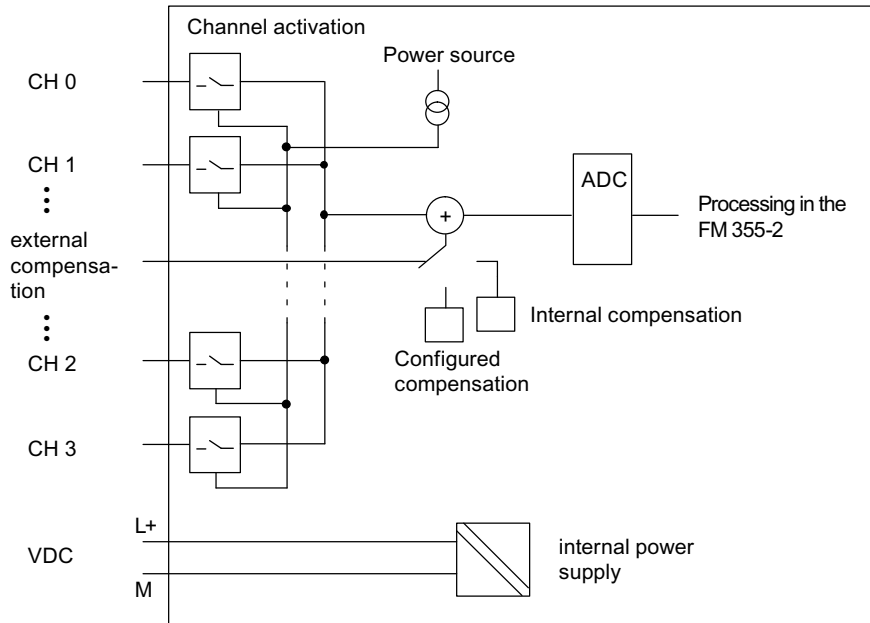 Channel activation
CH 0
Power source
CH 1
ADC
Processing in the
FM 355-2
+
external
compensa-
tion
Internal compensation
Configured
compensation
CH 2
CH 3
L+
VDC
M
internal power
supply